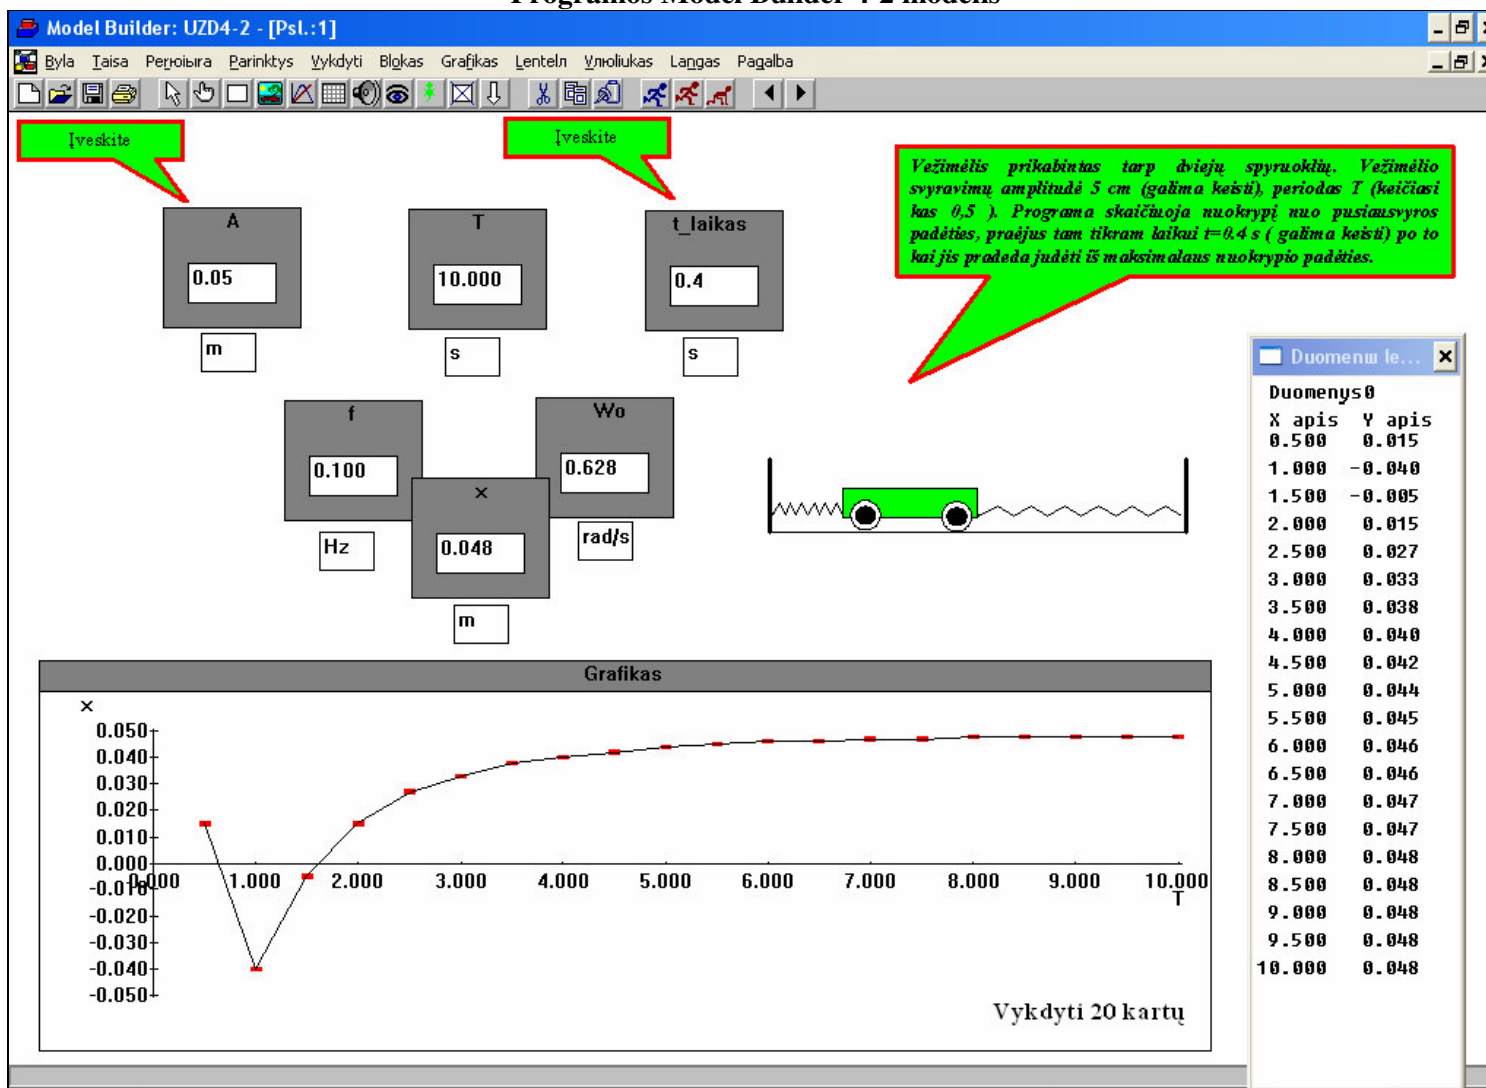 Programos Model Builder 4-2 modelis
Model Builder: UZD4-2 - [Psl.:1]
Byla Taisa Parinktys Vykdyti Blokas Grafikas Langas Pagalba
Įveskite
Įveskite
Vežimėlis prikabintas tarp dviejų spyruoklių. Vežimėlio
svyravimų amplitudė 5 cm (galima keisti), periodas T (keičiasi
kas 0,5 ). Programa skaičiuoja nuokrypį nuo pusiausvyros
padėties, praėjus tam tikram laikui t=0.4 s ( galima keisti) po to
kai jis pradeda judėti iš maksimalaus nuokrypio padėties.
A
0.05
m
T
10.000
s
t_laikas
0.4
s
f
0.100
Hz
Wo
0.628
rad/s
x
0.048
m
Duomenш le...
Duomenys0
X apis Y apis
0.500 0.015
1.000 -0.040
1.500 -0.005
2.000 0.015
2.500 0.027
3.000 0.033
3.500 0.038
4.000 0.040
4.500 0.042
5.000 0.044
5.500 0.045
6.000 0.046
6.500 0.046
7.000 0.047
7.500 0.047
8.000 0.048
8.500 0.048
9.000 0.048
9.500 0.048
10.000 0.048
Grafikas
x
0.050
0.040
0.030
0.020
0.010
0.000
-0.010
-0.020
-0.030
-0.040
-0.050
0.000 1.000 2.000 3.000 4.000 5.000 6.000 7.000 8.000 9.000 10.000
T
Vykdyti 20 kartų